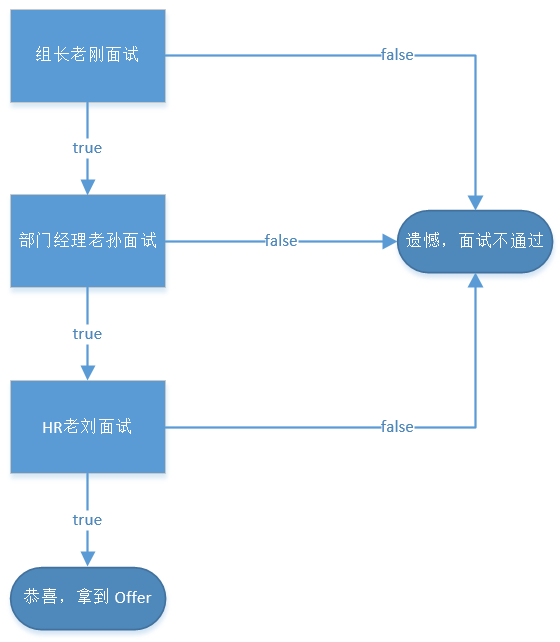 组长老刚面试
false
true
部门经理老孙面试
false
遗憾，面试不通过
true
HR老刘面试
false
true
恭喜，拿到 Offer